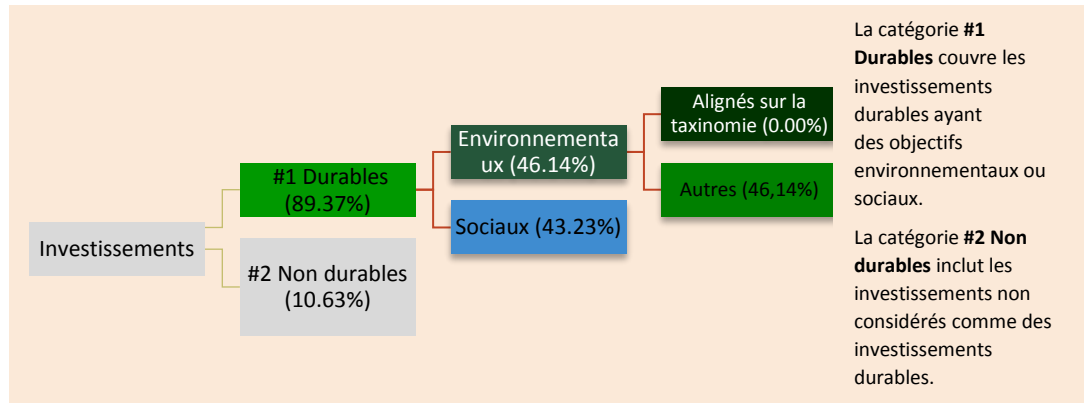 Investissements
#1 Durables
(89.37%)
#2 Non durables
(10.63%)
Environnementa
ux (46.14%)
Sociaux (43.23%)
Alignés sur la
taxinomie (0.00%)
Autres (46,14%)
La catégorie #1
Durables couvre les
investissements
durables ayant
des objectifs
environnementaux ou
sociaux.
La catégorie #2 Non
durables inclut les
investissements non
considérés comme des
investissements
durables.